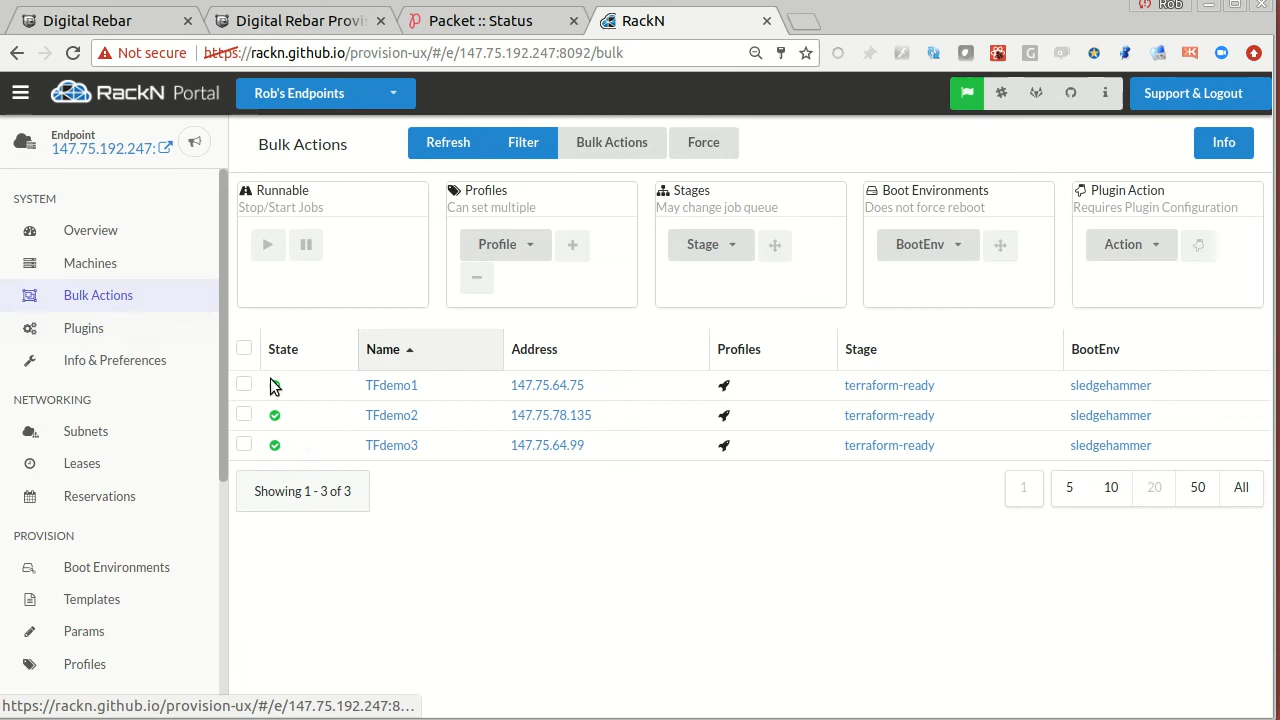 Digital Rebar
Digital Rebar Provis
Packet :: Status
RackN
Rob
Not secure
https://rackn.github.io/provision-ux/#/e/147.75.192.247:8092/bulk
RackN Portal
Rob's Endpoints
Support & Logout
Endpoint
147.75.192.247:
Bulk Actions
Refresh
Filter
Bulk Actions
Force
Info
SYSTEM
Overview
Machines
Bulk Actions
Plugins
Info & Preferences
NETWORKING
Subnets
Leases
Reservations
PROVISION
Boot Environments
Templates
Params
Profiles
Runnable
Stop/Start Jobs
Profiles
Can set multiple
Profile
Stages
May change job queue
Stage
Boot Environments
Does not force reboot
BootEnv
Plugin Action
Requires Plugin Configuration
Action
State Name Address Profiles Stage BootEnv
TFdemo1 147.75.64.75 terraform-ready sledgehammer
TFdemo2 147.75.78.135 terraform-ready sledgehammer
TFdemo3 147.75.64.99 terraform-ready sledgehammer
Showing 1 - 3 of 3
1 5 10 20 50 All
https://rackn.github.io/provision-ux/#/e/147.75.192.247:8...